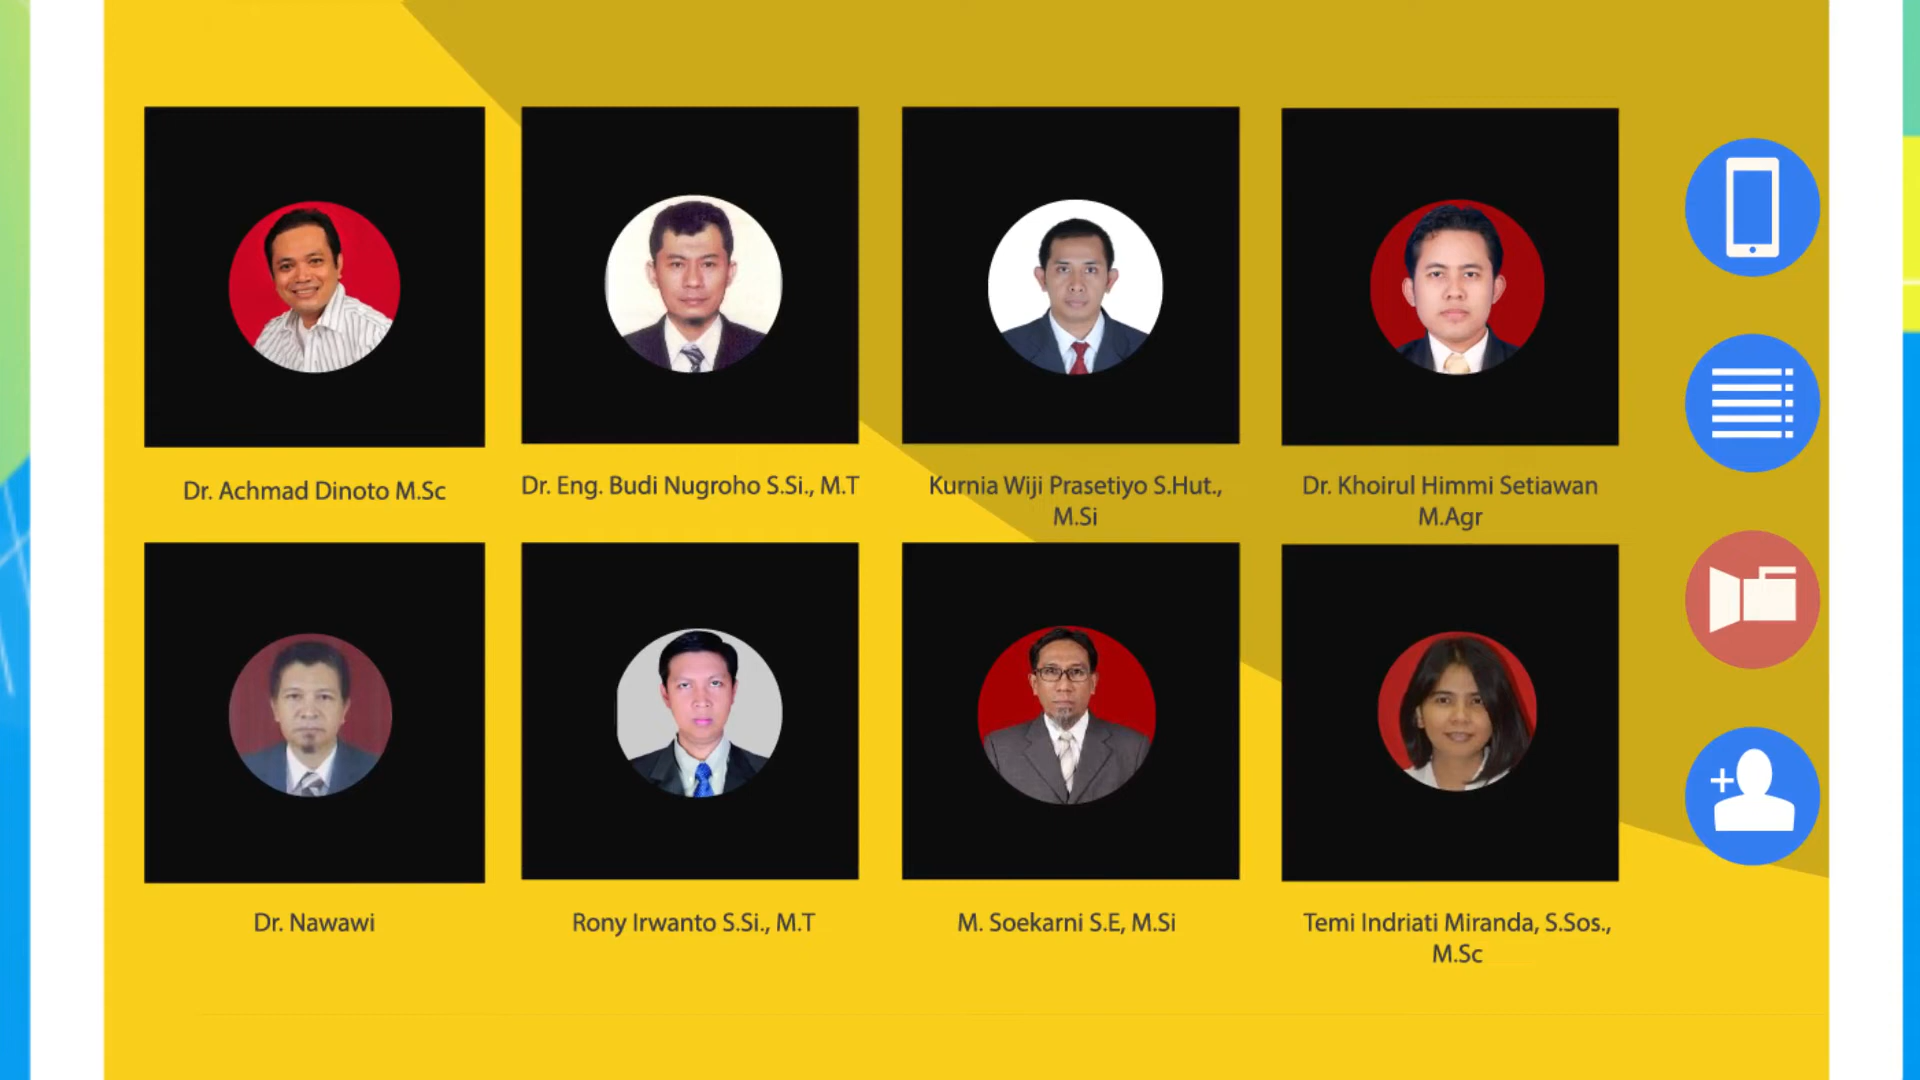 Dr. Achmad Dinoto M.Sc
Dr. Eng. Budi Nugroho S.Si., M.T
Kurnia Wiji Prasetiyo S.Hut.,
M.Si
Dr. Khoirul Himmi Setiawan
M.Agr
Dr. Nawawi
Rony Irwanto S.Si., M.T
M. Soekarni S.E, M.Si
Temi Indriati Miranda, S.Sos.,
M.Sc